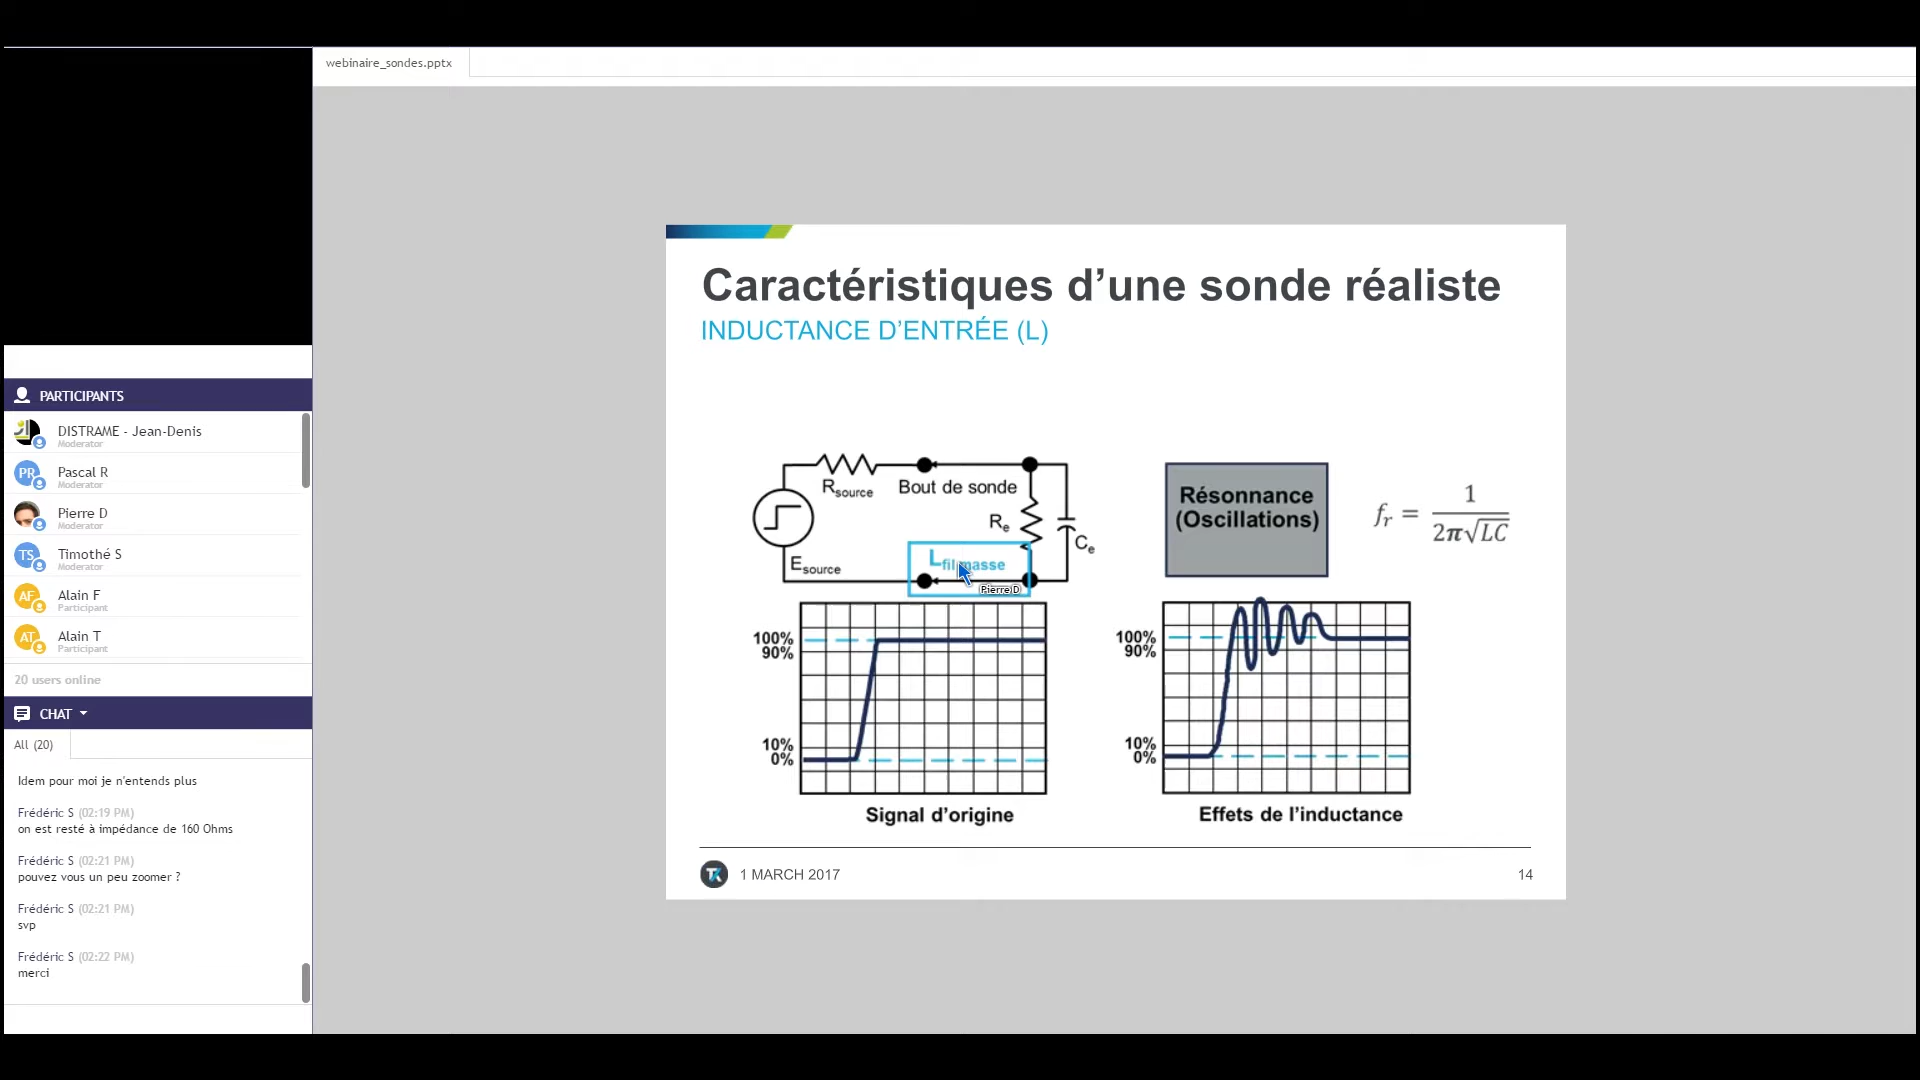 webinaire_sondes.pptx
PARTICIPANTS
DISTRAME - Jean-Denis
Moderator
PR
Pascal R
Moderator
Pierre D
Moderator
TS
Timothé S
Moderator
AF
Alain F
Participant
AT
Alain T
Participant
20 users online
CHAT
All (20)
Idem pour moi je n'entends plus
Frédéric S (02:19 PM)
on est resté à impédance de 160 Ohms
Frédéric S (02:21 PM)
pouvez vous un peu zoomer ?
Frédéric S (02:21 PM)
svp
Frédéric S (02:22 PM)
merci
Caractéristiques d’une sonde réaliste
INDUCTANCE D’ENTRÉE (L)
Rsource
Bout de sonde
Re
Ce
Esource
Lfil masse
Pierre D
Résonnance
(Oscillations)
fr = 1 / 2π√LC
100%
90%
10%
0%
Signal d’origine
100%
90%
10%
0%
Effets de l’inductance
TK
1 MARCH 2017
14